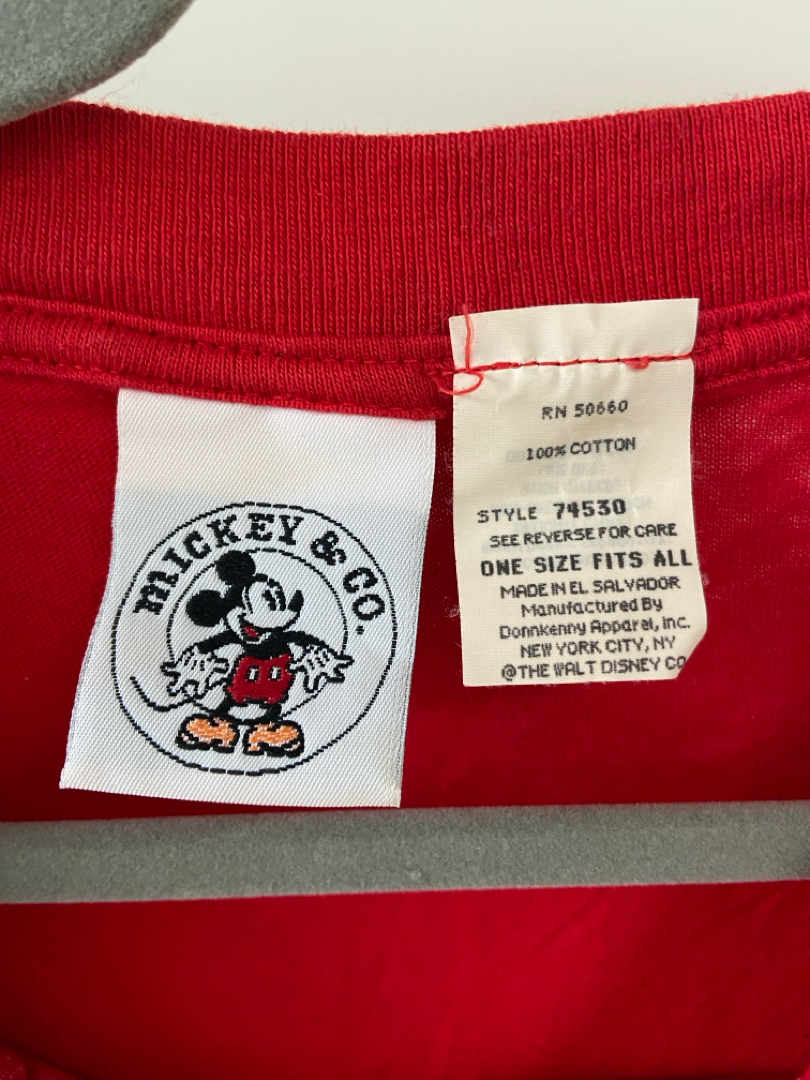 MICKEY & CO.
RN 50660
100% COTTON
STYLE 74530
SEE REVERSE FOR CARE
ONE SIZE FITS ALL
MADE IN EL SALVADOR
Manufactured By
Donnkenny Apparel, Inc.
NEW YORK CITY, NY
@THE WALT DISNEY CO